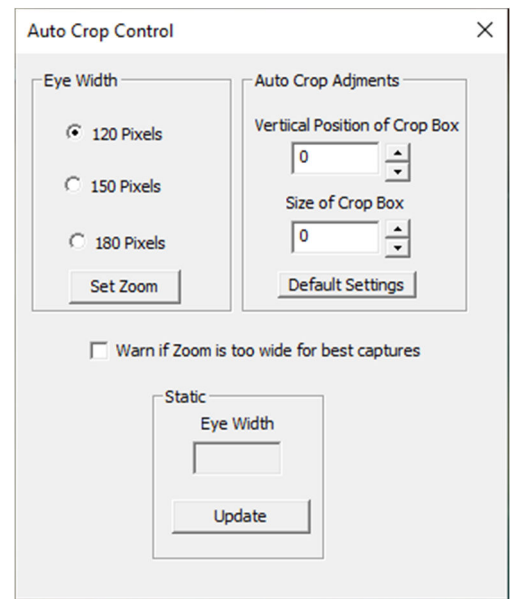 Auto Crop Control
Eye Width
120 Pixels
150 Pixels
180 Pixels
Set Zoom
Auto Crop Adjments
Vertiical Position of Crop Box
0
Size of Crop Box
0
Default Settings
Warn if Zoom is too wide for best captures
Static
Eye Width
Update